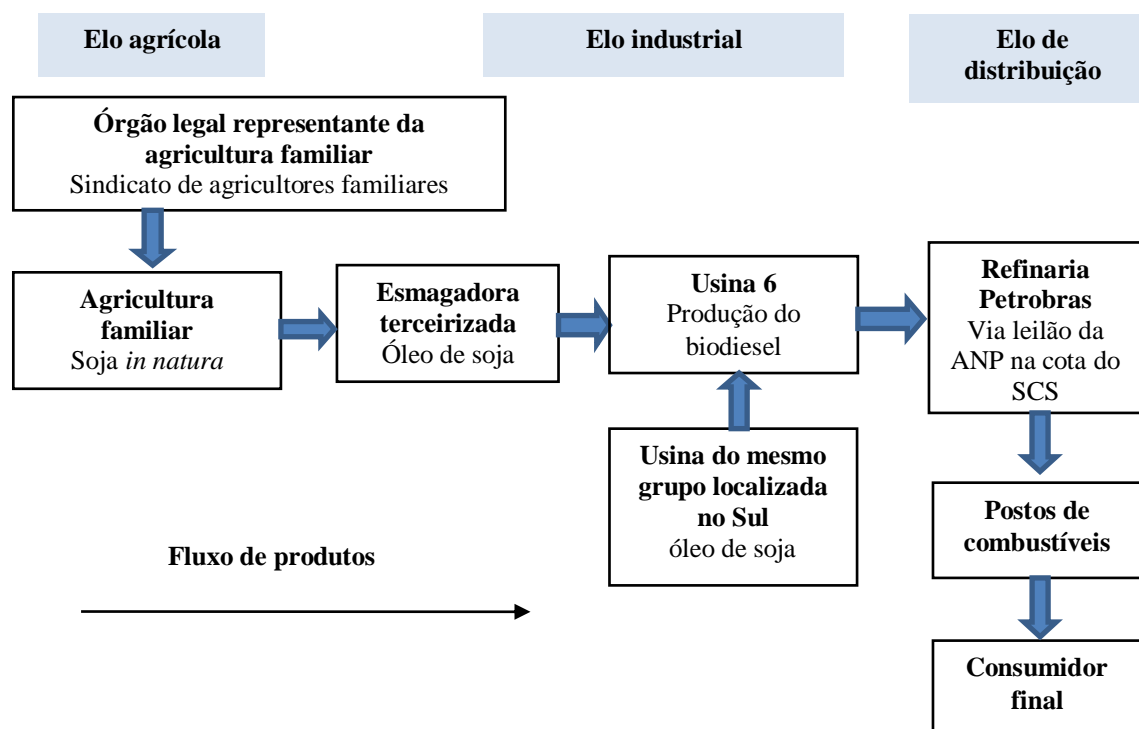 Elo agrícola
Elo industrial
Elo de
distribuição
Órgão legal representante da
agricultura familiar
Sindicato de agricultores familiares
Agricultura
familiar
Soja in natura
Esmagadora
terceirizada
Óleo de soja
Usina 6
Produção do
biodiesel
Refinaria
Petrobras
Via leilão da
ANP na cota do
SCS
Usina do mesmo
grupo localizada
no Sul
óleo de soja
Postos de
combustíveis
Fluxo de produtos
Consumidor
final